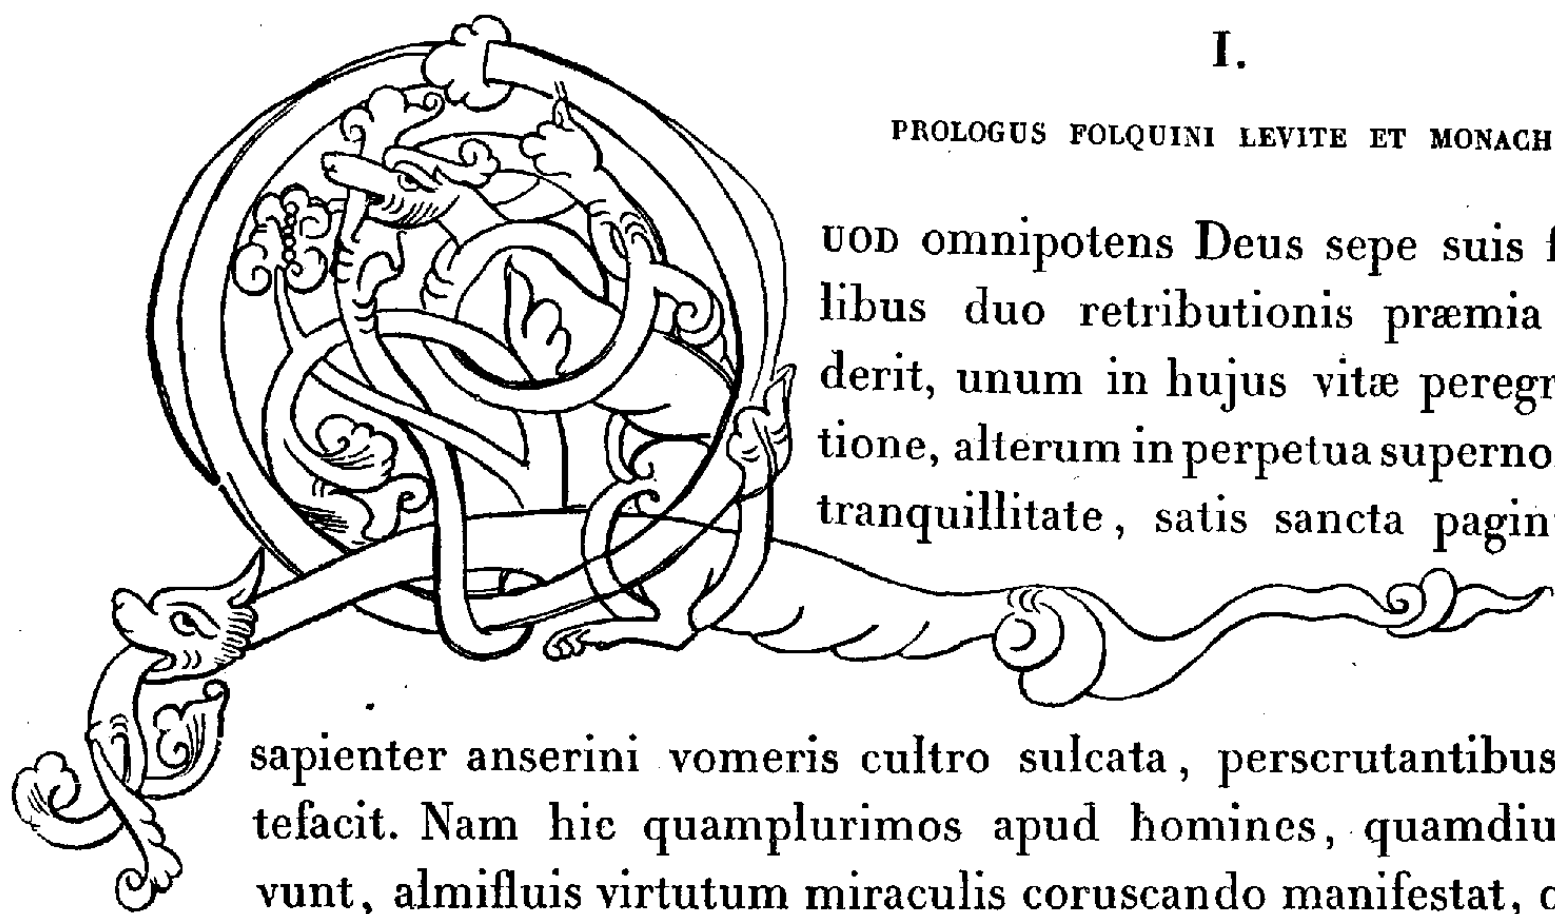 I.
PROLOGUS FOLQUINI LEVITE ET MONACH
QUOD omnipotens Deus sepe suis f
libus duo retributionis præmia
derit, unum in hujus vitæ peregr
tione, alterum in perpetua superno
tranquillitate, satis sancta pagin
sapienter anserini vomeris cultro sulcata, perscrutantibus
tefacit. Nam hic quamplurimos apud homines, quamdiu
vunt, almifluis virtutum miraculis coruscando manifestat,